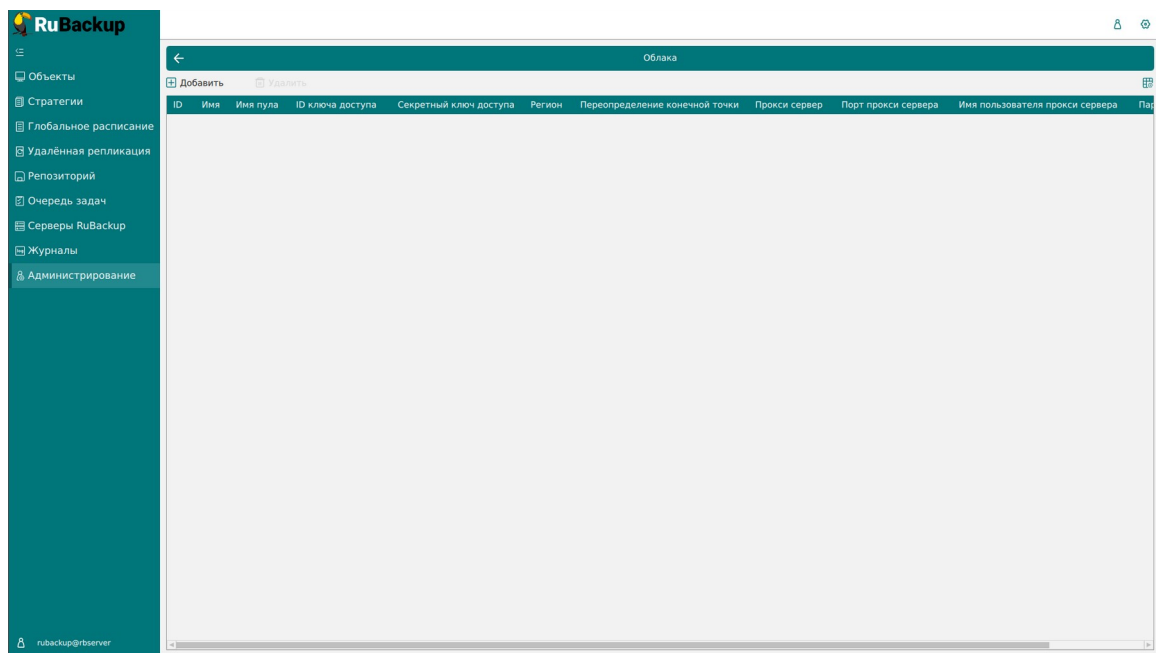 RuBackup
Облака
Объекты
Стратегии
Глобальное расписание
Удалённая репликация
Репозиторий
Очередь задач
Серверы RuBackup
Журналы
Администрирование
Добавить Удалить
ID Имя Имя пула ID ключа доступа Секретный ключ доступа Регион Переопределение конечной точки Прокси сервер Порт прокси сервера Имя пользователя прокси сервера Пар
rubackup@rbserver